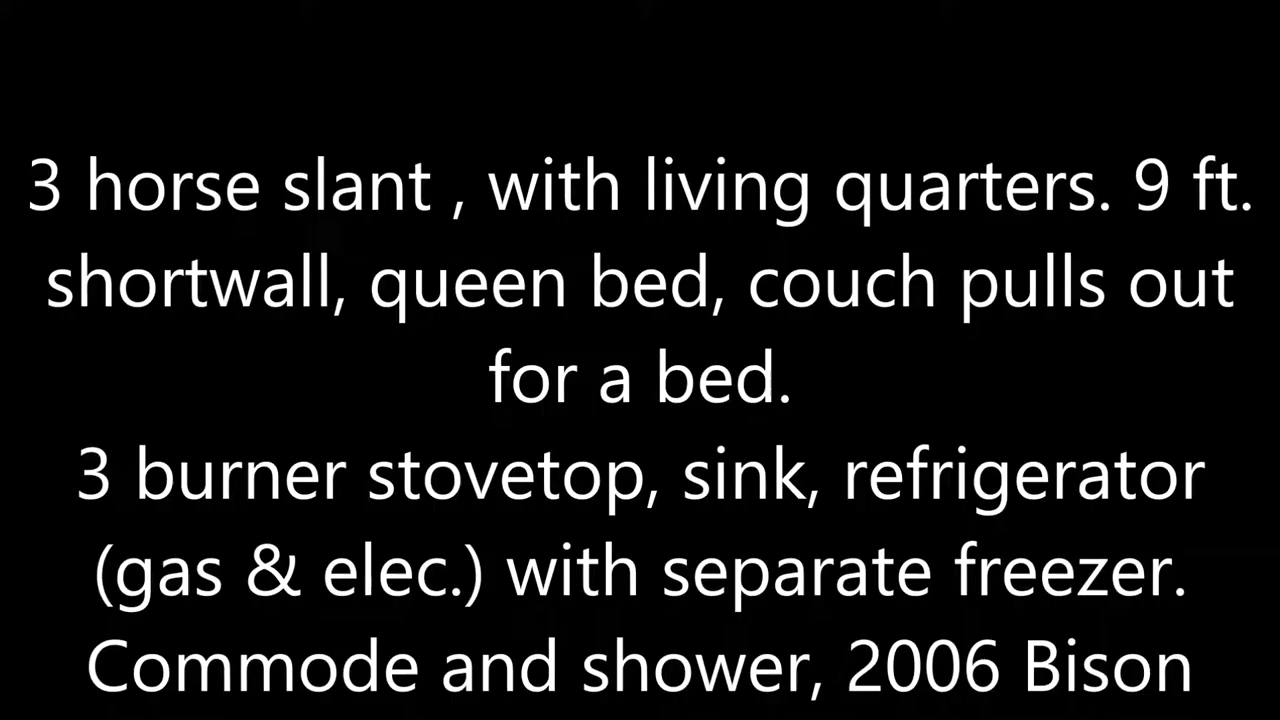 3 horse slant , with living quarters. 9 ft.
shortwall, queen bed, couch pulls out
for a bed.
3 burner stovetop, sink, refrigerator
(gas & elec.) with separate freezer.
Commode and shower, 2006 Bison